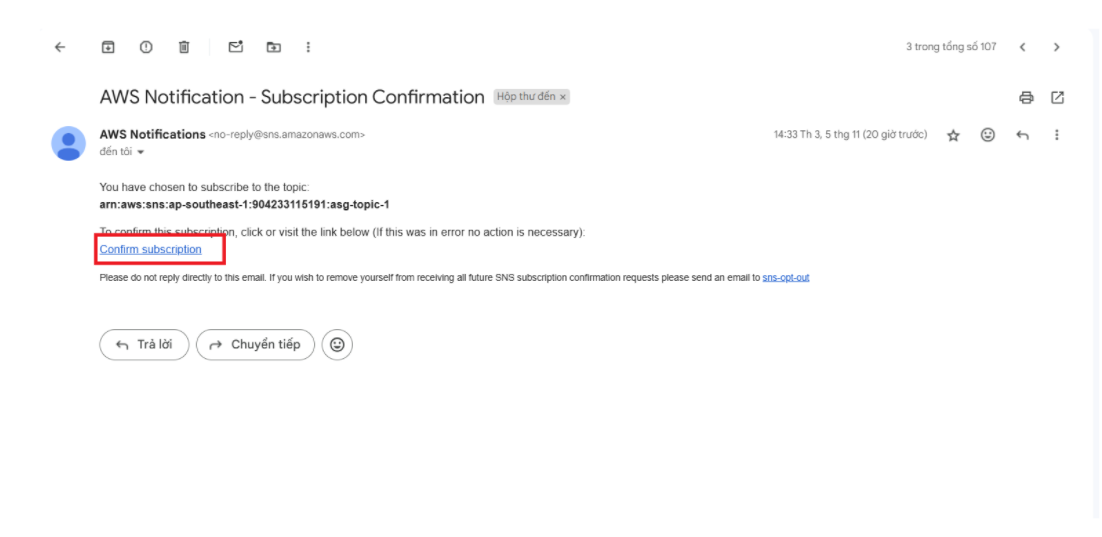 3 trong tổng số 107
AWS Notification - Subscription Confirmation Hộp thư đến ×
AWS Notifications <no-reply@sns.amazonaws.com>
14:33 Th 3, 5 thg 11 (20 giờ trước)
đến tôi
You have chosen to subscribe to the topic:
arn:aws:sns:ap-southeast-1:904233115191:asg-topic-1
To confirm this subscription, click or visit the link below (If this was in error no action is necessary):
Confirm subscription
Please do not reply directly to this email. If you wish to remove yourself from receiving all future SNS subscription confirmation requests please send an email to sns-opt-out
Trả lời
Chuyển tiếp